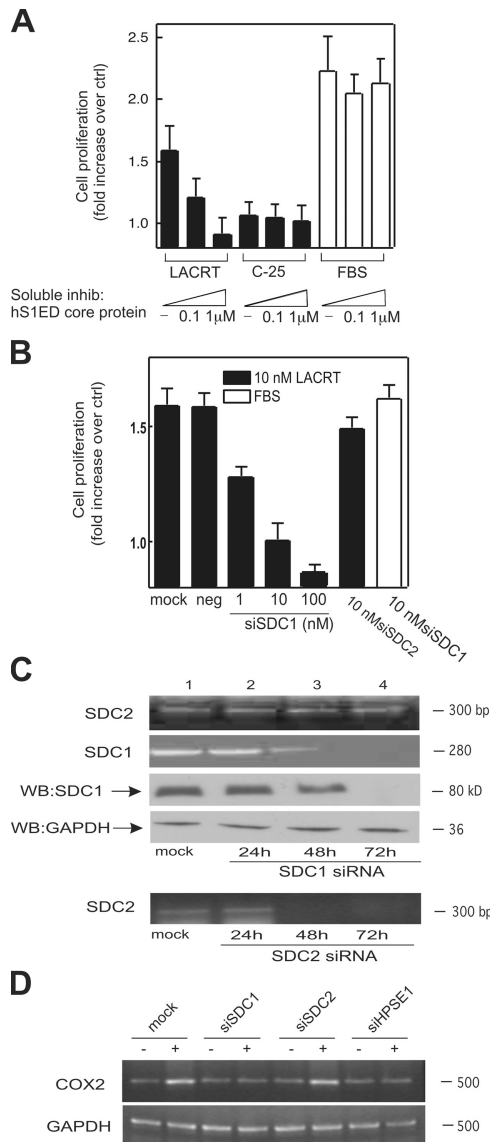 A
2.5
2.0
1.5
1.0
Cell proliferation
(fold increase over ctrl)
LACRT C-25 FBS
Soluble inhib:
hS1ED core protein
– 0.1 1μM – 0.1 1μM – 0.1 1μM
B
10 nM LACRT
FBS
1.5
1.0
Cell proliferation
(fold increase over ctrl)
mock neg 1 10 100
siSDC1 (nM)
10 nMsiSDC2
10 nMsiSDC1
C
1 2 3 4
SDC2 – 300 bp
SDC1 – 280
WB:SDC1 – 80 kD
WB:GAPDH – 36
mock 24h 48h 72h
SDC1 siRNA
SDC2 – 300 bp
mock 24h 48h 72h
SDC2 siRNA
D
mock siSDC1 siSDC2 siHPSE1
- + - + - + - +
COX2 – 500
GAPDH – 500